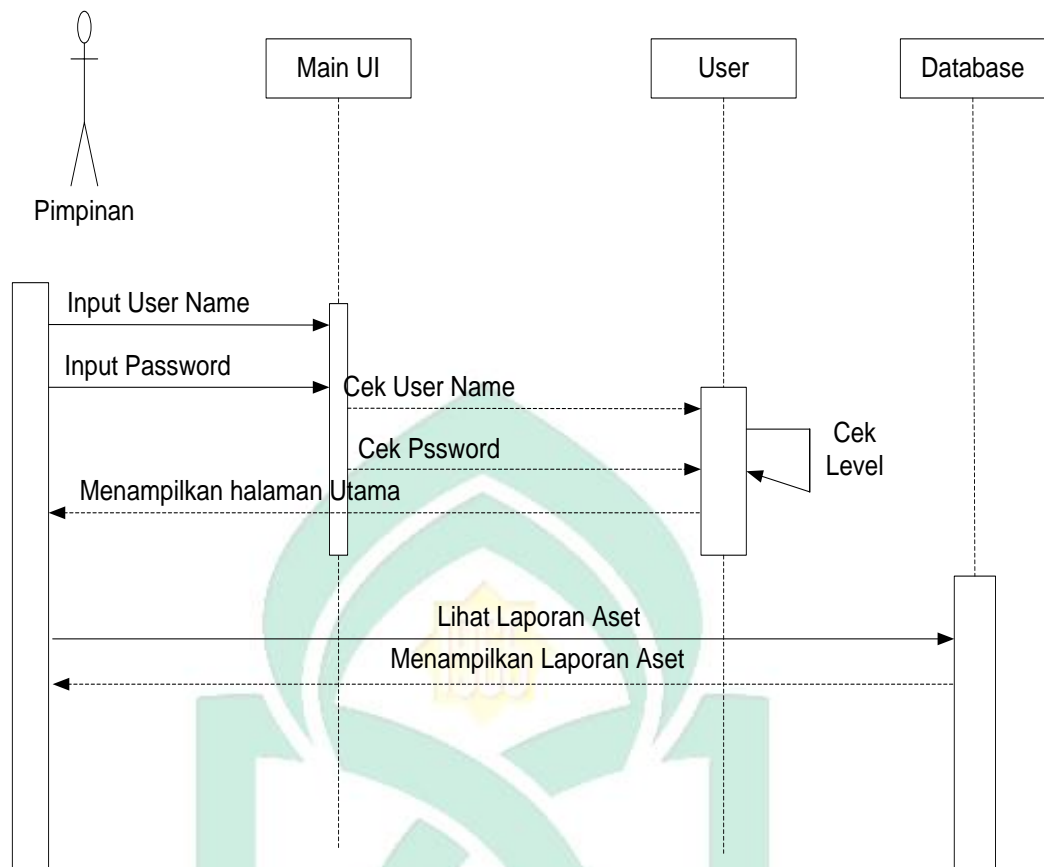 Main UI
User
Database
Pimpinan
Input User Name
Input Password
Cek User Name
Cek
Level
Cek Pssword
Menampilkan halaman Utama
Lihat Laporan Aset
Menampilkan Laporan Aset